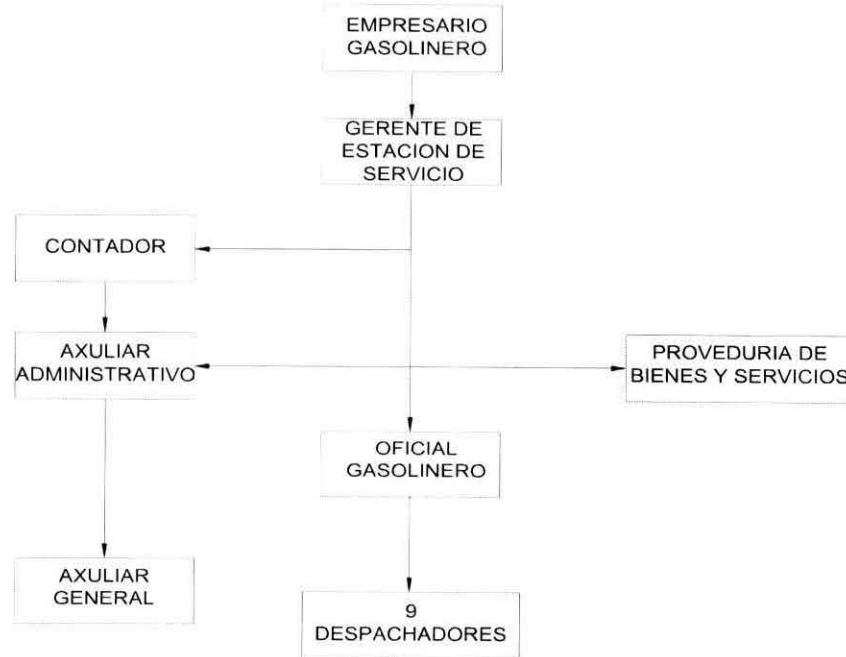 EMPRESARIO
GASOLINERO
GERENTE DE
ESTACION DE
SERVICIO
CONTADOR
AXULIAR
ADMINISTRATIVO
PROVEDURIA DE
BIENES Y SERVICIOS
OFICIAL
GASOLINERO
AXULIAR
GENERAL
9
DESPACHADORES